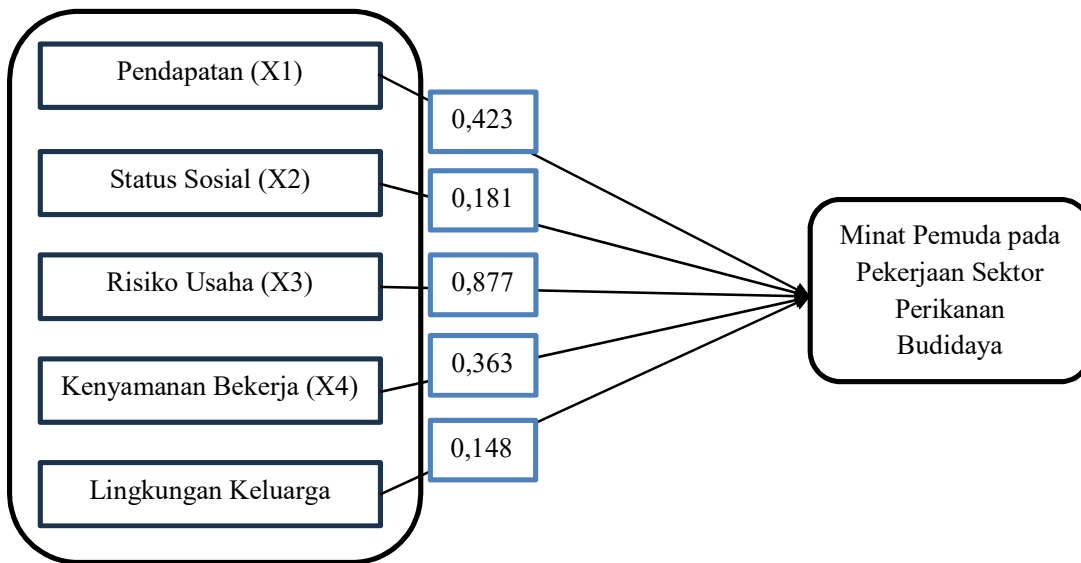 Pendapatan (X1)
0,423
Status Sosial (X2)
0,181
Risiko Usaha (X3)
0,877
Kenyamanan Bekerja (X4)
0,363
Lingkungan Keluarga
0,148
Minat Pemuda pada
Pekerjaan Sektor
Perikanan
Budidaya